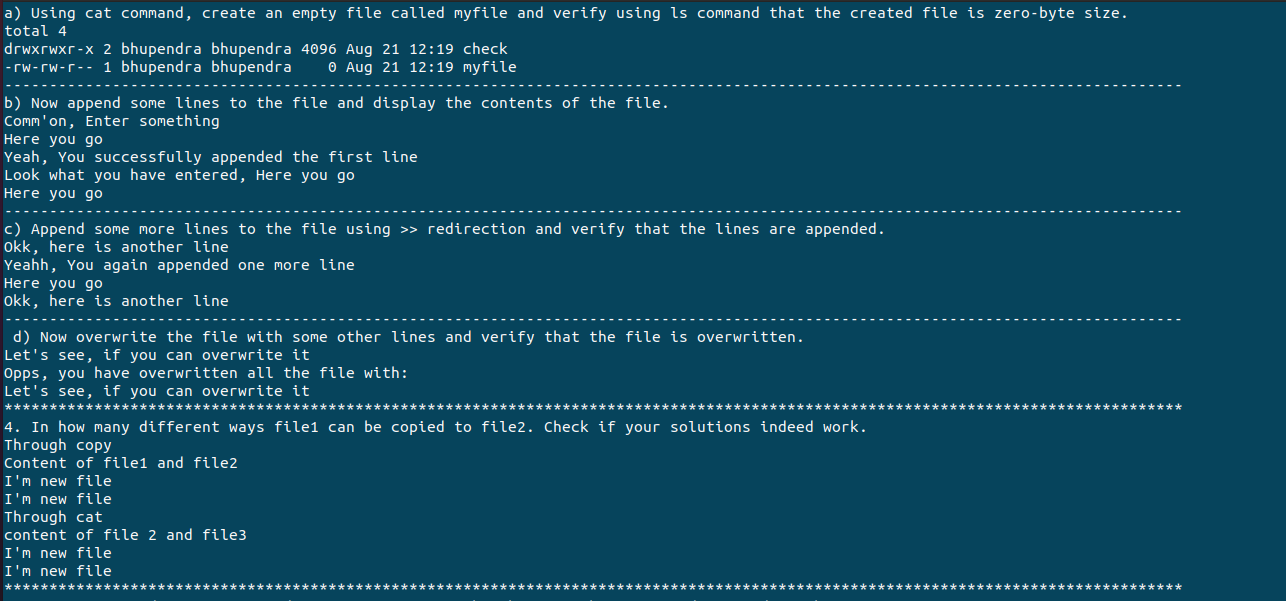 a) Using cat command, create an empty file called myfile and verify using ls command that the created file is zero-byte size.
total 4
drwxrwxr-x 2 bhupendra bhupendra 4096 Aug 21 12:19 check
-rw-rw-r-- 1 bhupendra bhupendra    0 Aug 21 12:19 myfile
-----------------------------------------------------------------------------------------------------------------------------------
b) Now append some lines to the file and display the contents of the file.
Comm'on, Enter something
Here you go
Yeah, You successfully appended the first line
Look what you have entered, Here you go
Here you go
-----------------------------------------------------------------------------------------------------------------------------------
c) Append some more lines to the file using >> redirection and verify that the lines are appended.
Okk, here is another line
Yeahh, You again appended one more line
Here you go
Okk, here is another line
-----------------------------------------------------------------------------------------------------------------------------------
 d) Now overwrite the file with some other lines and verify that the file is overwritten.
Let's see, if you can overwrite it
Opps, you have overwritten all the file with:
Let's see, if you can overwrite it
***********************************************************************************************************************************
4. In how many different ways file1 can be copied to file2. Check if your solutions indeed work.
Through copy
Content of file1 and file2
I'm new file
I'm new file
Through cat
content of file 2 and file3
I'm new file
I'm new file
***********************************************************************************************************************************